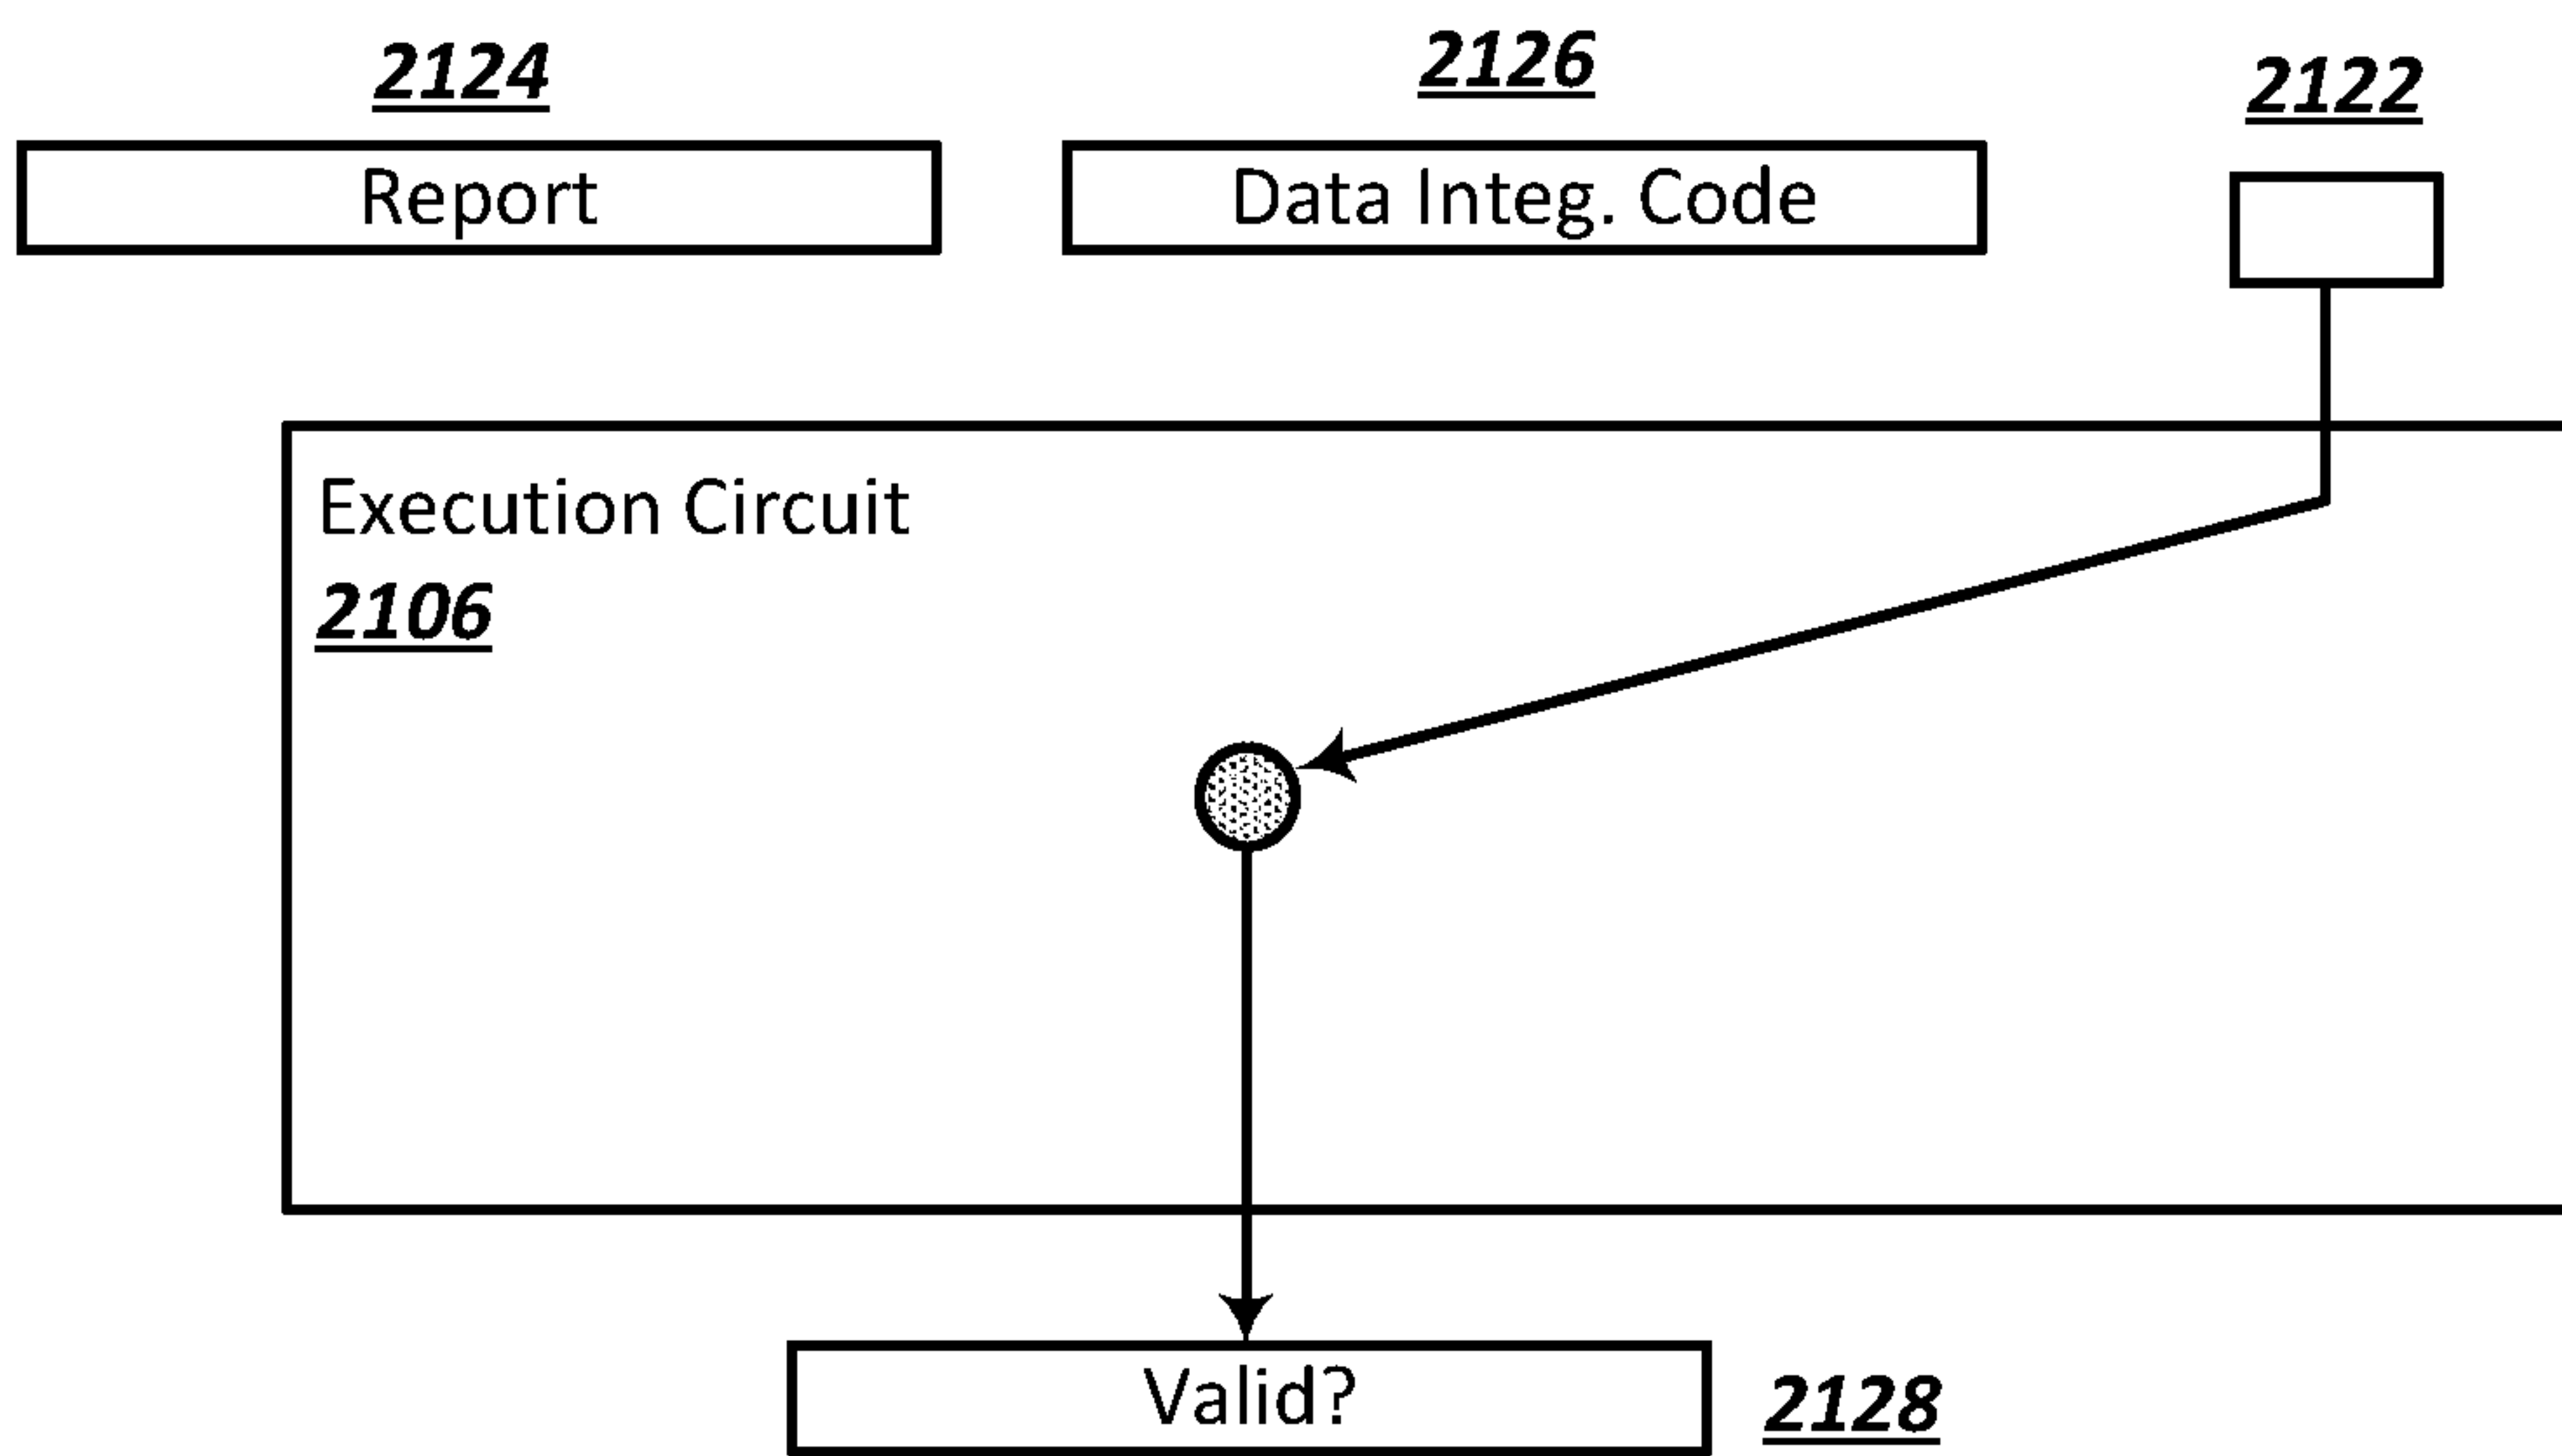 2124
2126
2122
Report
Data Integ. Code
Execution Circuit
2106
Valid?
2128